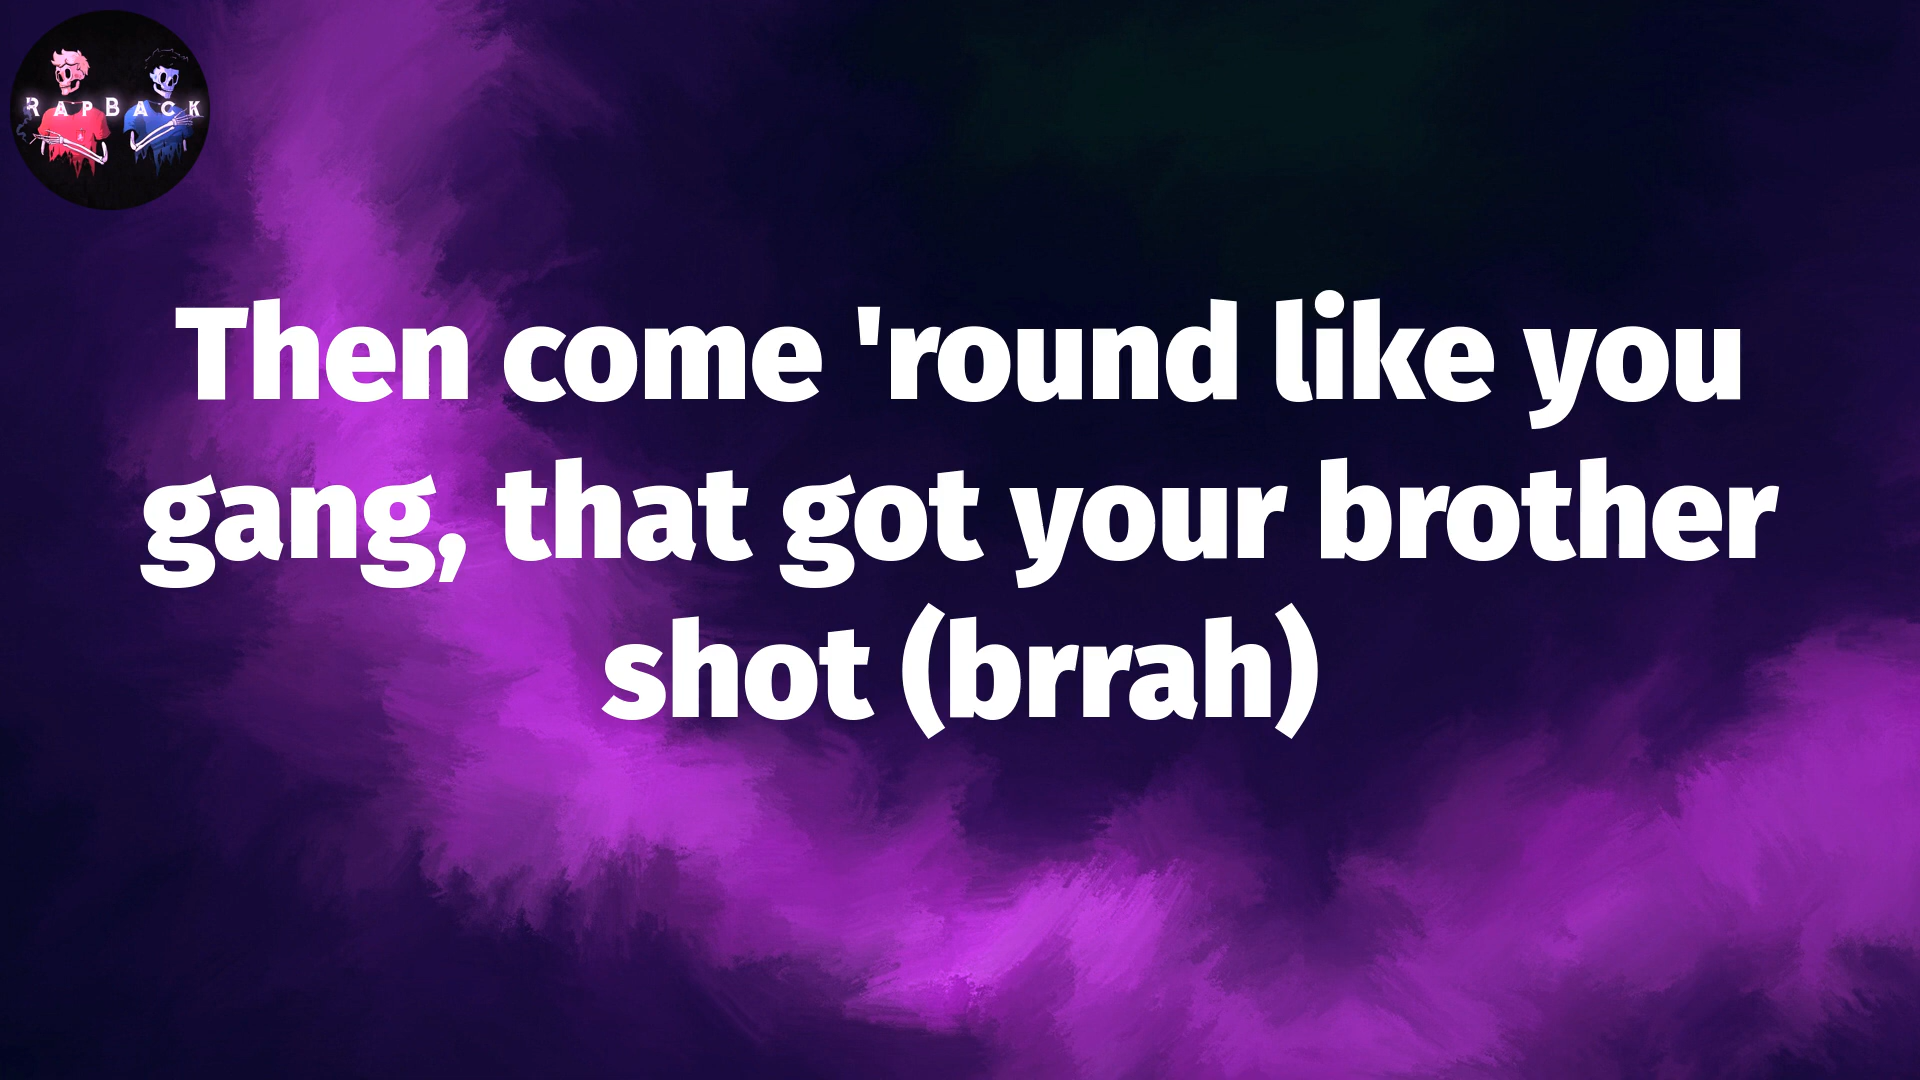 RAPBACK
Then come 'round like you
gang, that got your brother
shot (brrah)